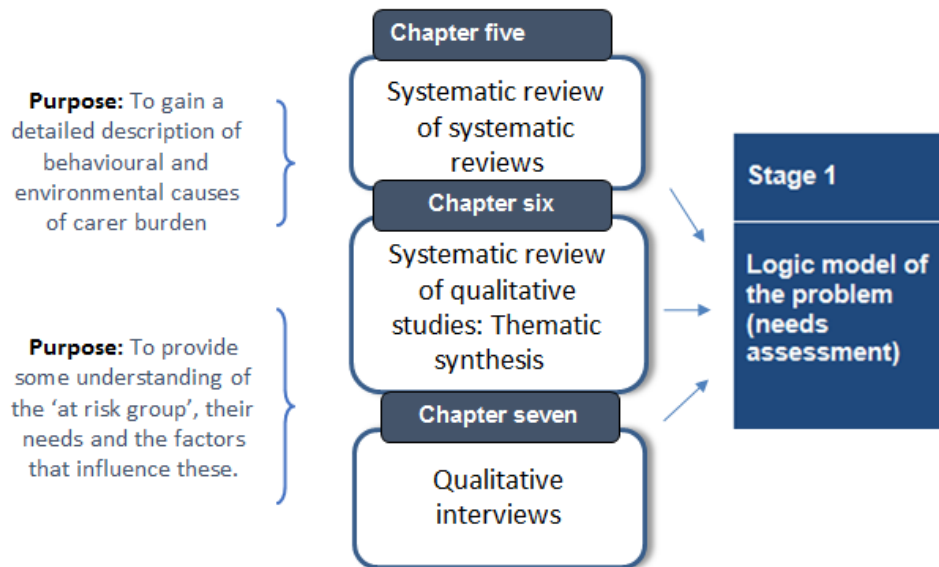 Chapter five
Purpose: To gain a
detailed description of
behavioural and
environmental causes
of carer burden
Systematic review
of systematic
reviews
Chapter six
Systematic review
of qualitative
studies: Thematic
synthesis
Purpose: To provide
some understanding of
the ‘at risk group’, their
needs and the factors
that influence these.
Chapter seven
Qualitative
interviews
Stage 1
Logic model of
the problem
(needs
assessment)